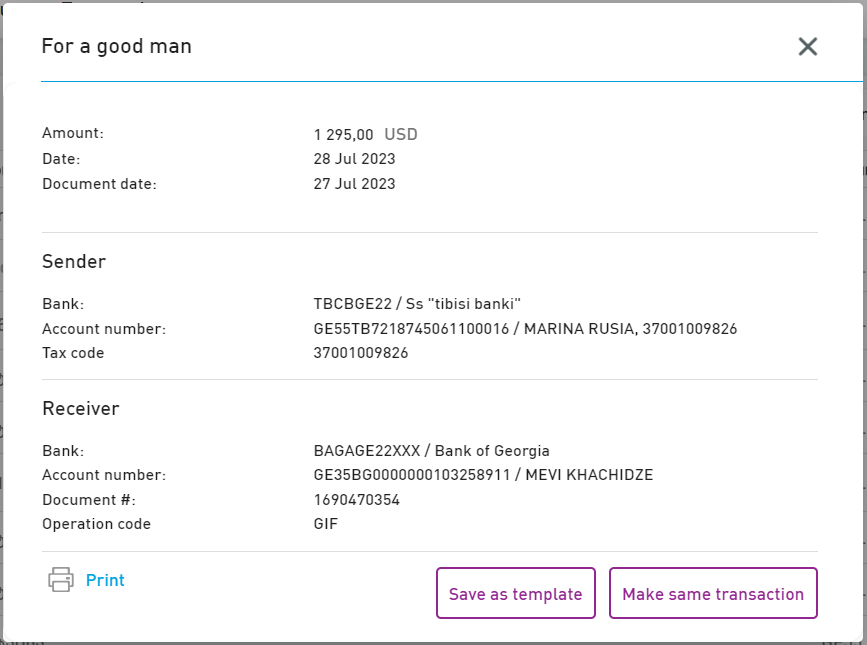 For a good man
Amount: 1 295,00 USD
Date: 28 Jul 2023
Document date: 27 Jul 2023
Sender
Bank: TBCBGE22 / Ss "tibisi banki"
Account number: GE55TB7218745061100016 / MARINA RUSIA, 37001009826
Tax code 37001009826
Receiver
Bank: BAGAGE22XXX / Bank of Georgia
Account number: GE35BG0000000103258911 / MEVI KHACHIDZE
Document #: 1690470354
Operation code GIF
Print
Save as template Make same transaction